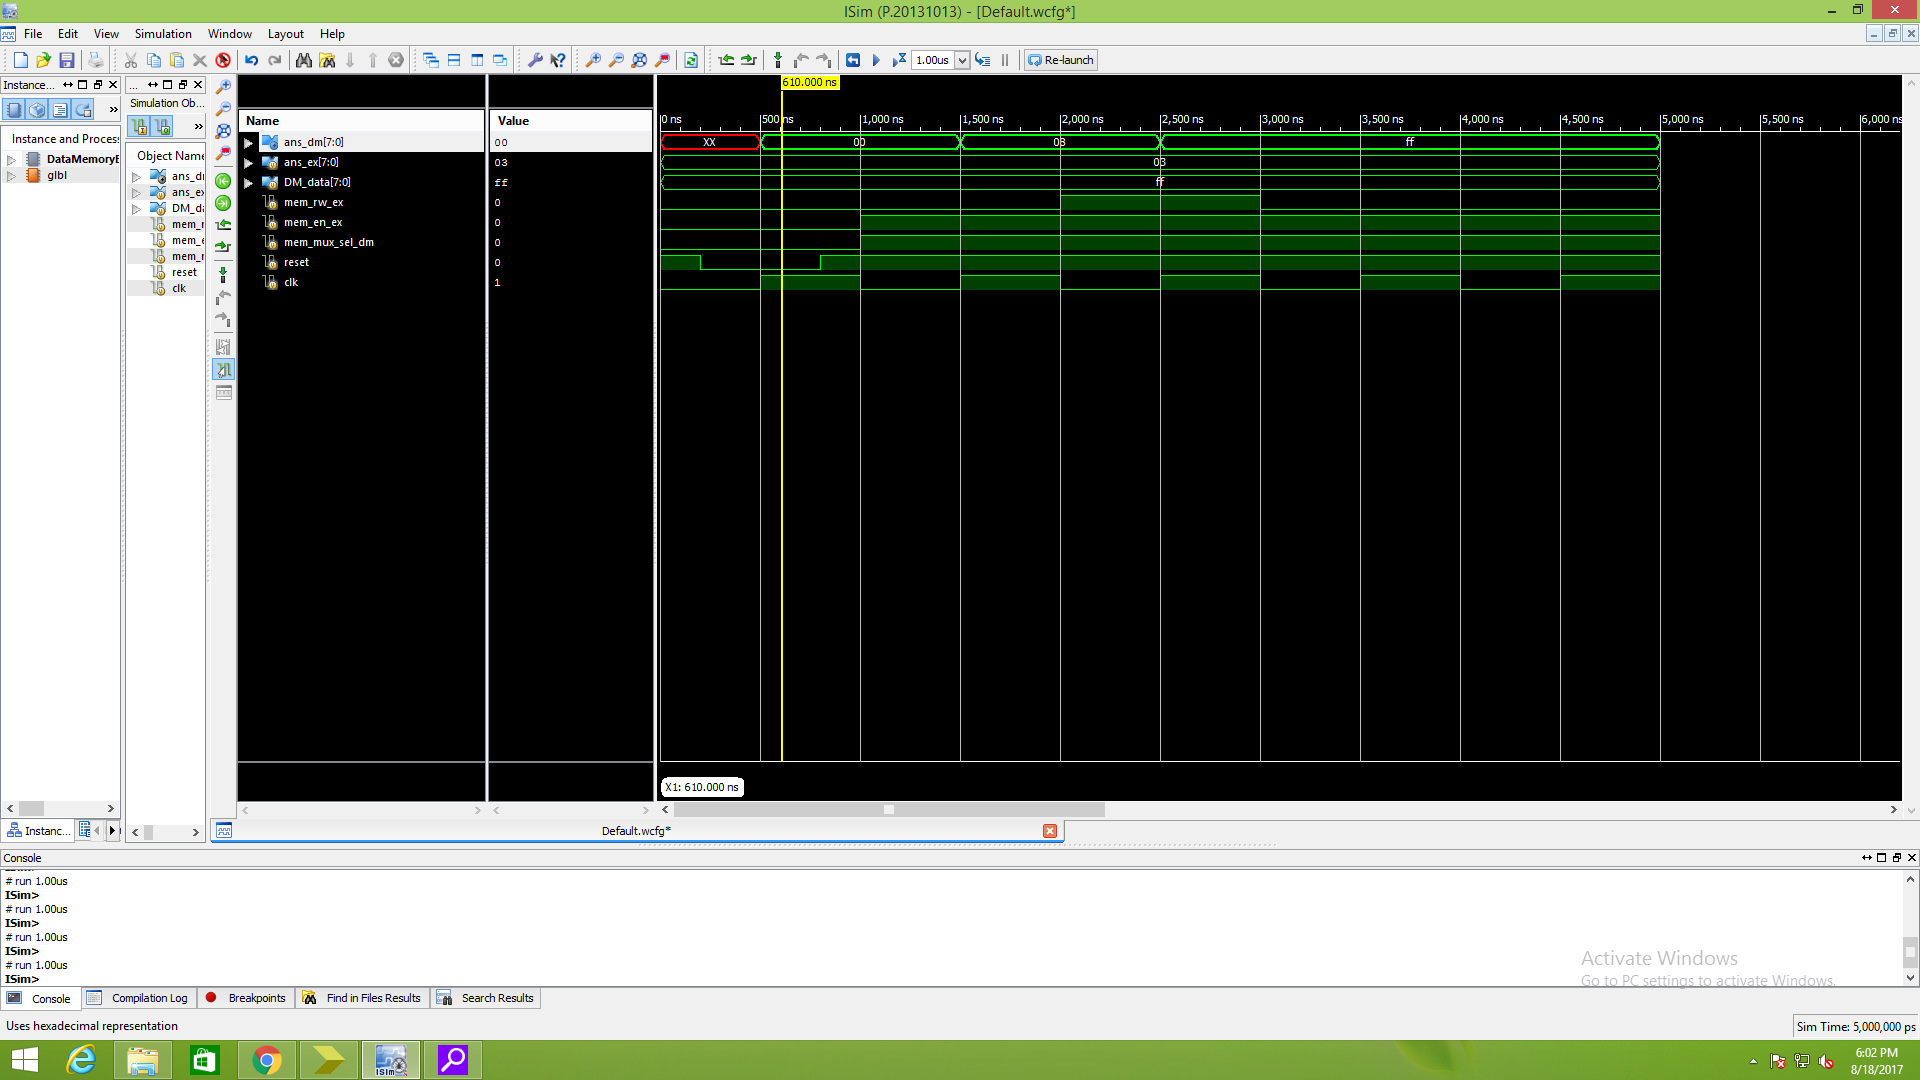 ISim (P.20131013) - [Default.wcfg*]
File Edit View Simulation Window Layout Help
1.00us Re-launch
Instance...
...
Simulation Ob...
Instance and Proces
DataMemoryB
glbl
Object Name
ans_d
ans_ex
DM_da
mem_r
mem_e
mem_r
reset
clk
Name Value
ans_dm[7:0] 00
ans_ex[7:0] 03
DM_data[7:0] ff
mem_rw_ex 0
mem_en_ex 0
mem_mux_sel_dm 0
reset 0
clk 1
610.000 ns
0 ns 500 ns 1,000 ns 1,500 ns 2,000 ns 2,500 ns 3,000 ns 3,500 ns 4,000 ns 4,500 ns 5,000 ns 5,500 ns 6,000 ns
XX 00 03 ff
03
ff
X1: 610.000 ns
Instanc...
Default.wcfg*
Console
# run 1.00us
ISim>
# run 1.00us
ISim>
# run 1.00us
ISim>
# run 1.00us
ISim>
Activate Windows
Go to PC settings to activate Windows.
Console Compilation Log Breakpoints Find in Files Results Search Results
Uses hexadecimal representation
Sim Time: 5,000,000 ps
ISim
6:02 PM
8/18/2017